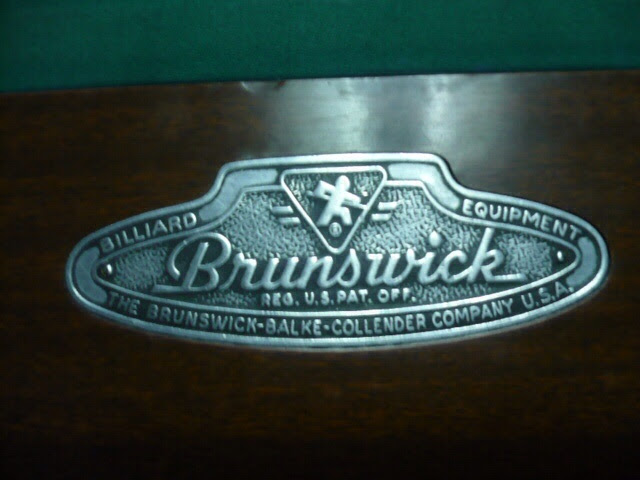 BILLIARD EQUIPMENT
Brunswick
REG. U.S. PAT. OFF.
THE BRUNSWICK-BALKE-COLLENDER COMPANY U.S.A.